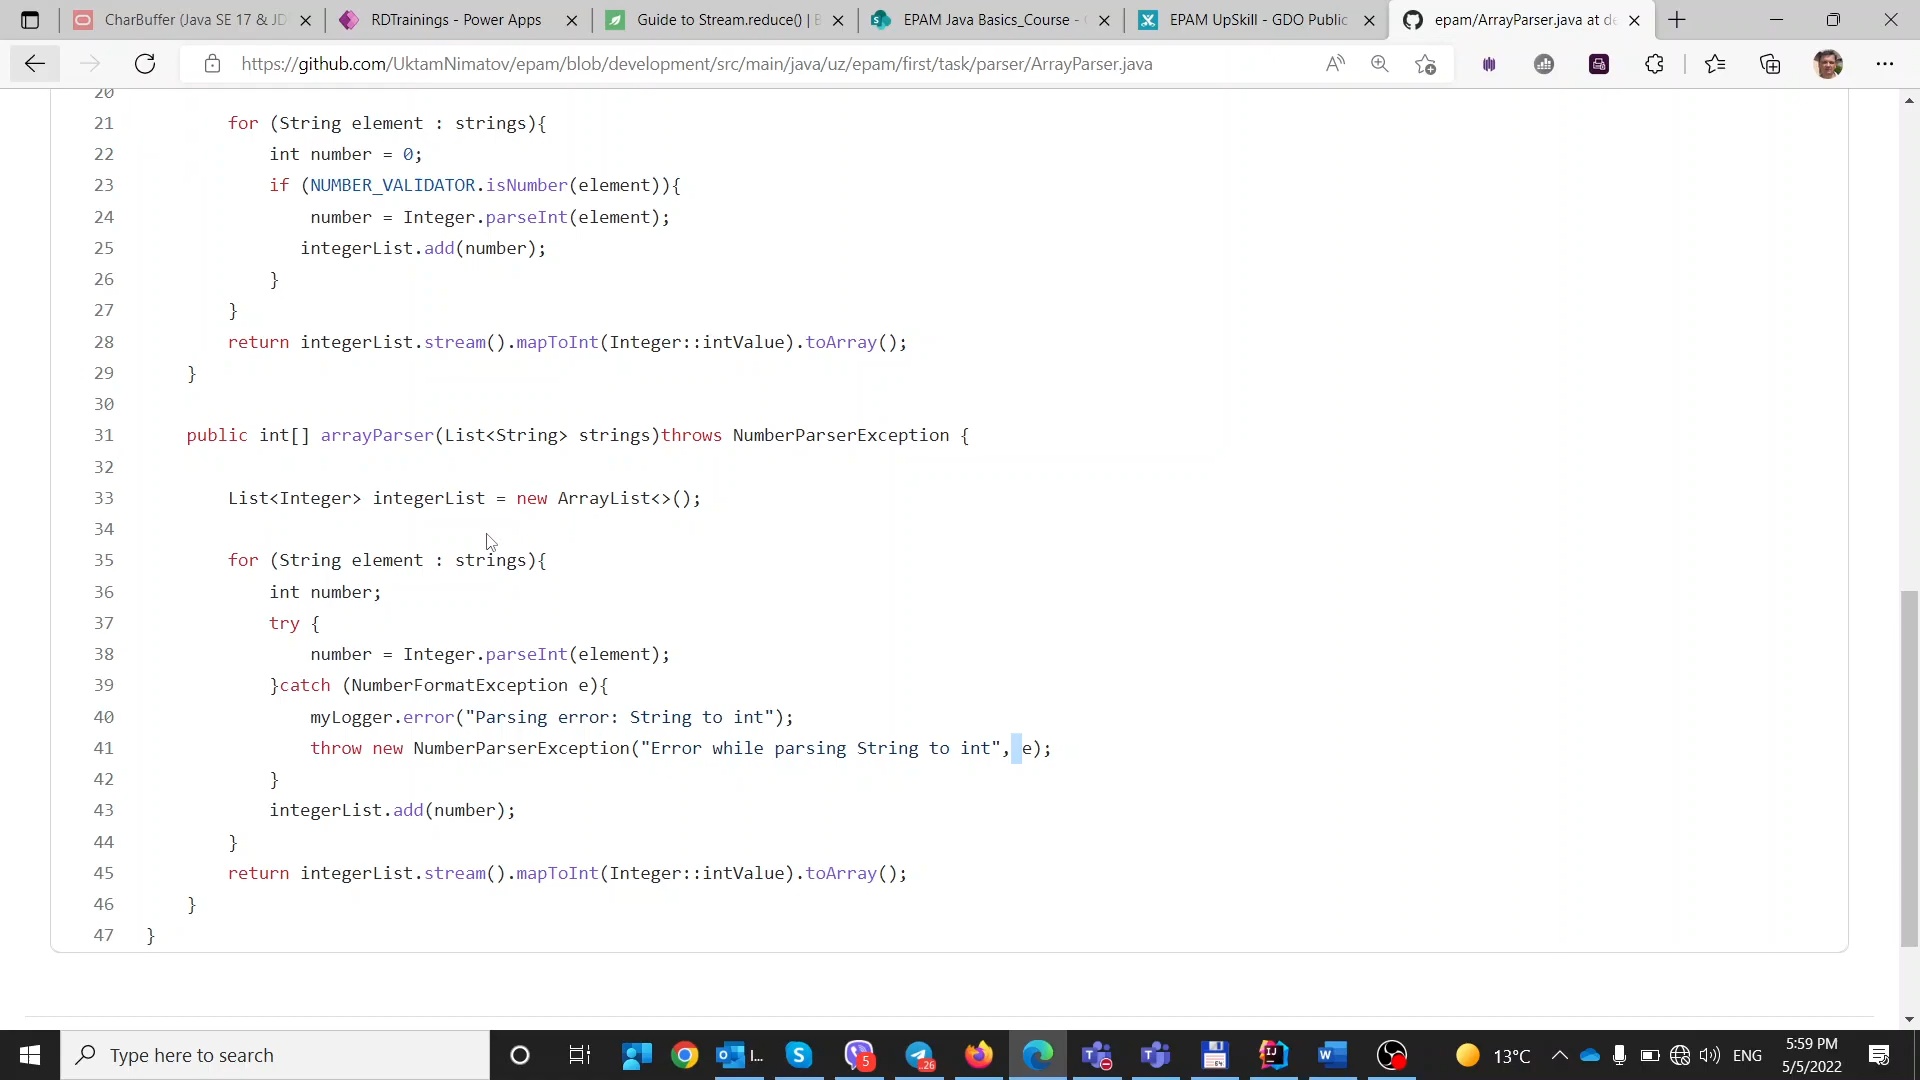 CharBuffer (Java SE 17 & JD
RDTrainings - Power Apps
Guide to Stream.reduce() | B
EPAM Java Basics_Course -
EPAM UpSkill - GDO Public
epam/ArrayParser.java at de
https://github.com/UktamNimatov/epam/blob/development/src/main/java/uz/epam/first/task/parser/ArrayParser.java
20
21 for (String element : strings){
22 int number = 0;
23 if (NUMBER_VALIDATOR.isNumber(element)){
24 number = Integer.parseInt(element);
25 integerList.add(number);
26 }
27 }
28 return integerList.stream().mapToInt(Integer::intValue).toArray();
29 }
30
31 public int[] arrayParser(List<String> strings)throws NumberParserException {
32
33 List<Integer> integerList = new ArrayList<>();
34
35 for (String element : strings){
36 int number;
37 try {
38 number = Integer.parseInt(element);
39 }catch (NumberFormatException e){
40 myLogger.error("Parsing error: String to int");
41 throw new NumberParserException("Error while parsing String to int", e);
42 }
43 integerList.add(number);
44 }
45 return integerList.stream().mapToInt(Integer::intValue).toArray();
46 }
47 }
Type here to search
I...
5
26
13°C
ENG
5:59 PM
5/5/2022